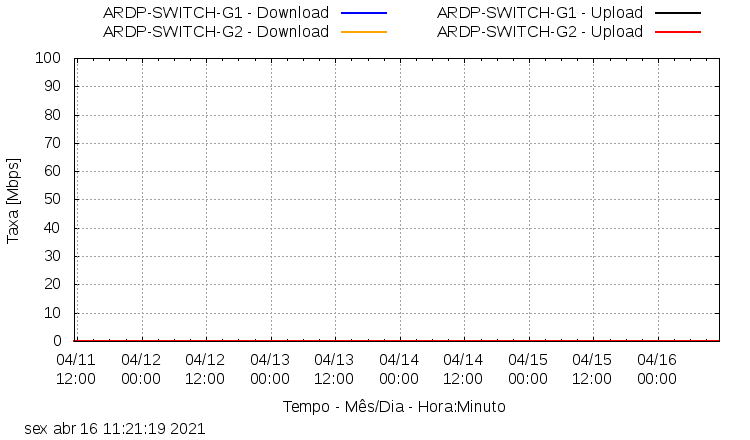 ARDP-SWITCH-G1 - Download
ARDP-SWITCH-G1 - Upload
ARDP-SWITCH-G2 - Download
ARDP-SWITCH-G2 - Upload
100
90
80
70
60
50
40
30
20
10
0
Taxa [Mbps]
04/11 04/12 04/12 04/13 04/13 04/14 04/14 04/15 04/15 04/16
12:00 00:00 12:00 00:00 12:00 00:00 12:00 00:00 12:00 00:00
Tempo - Mês/Dia - Hora:Minuto
sex abr 16 11:21:19 2021